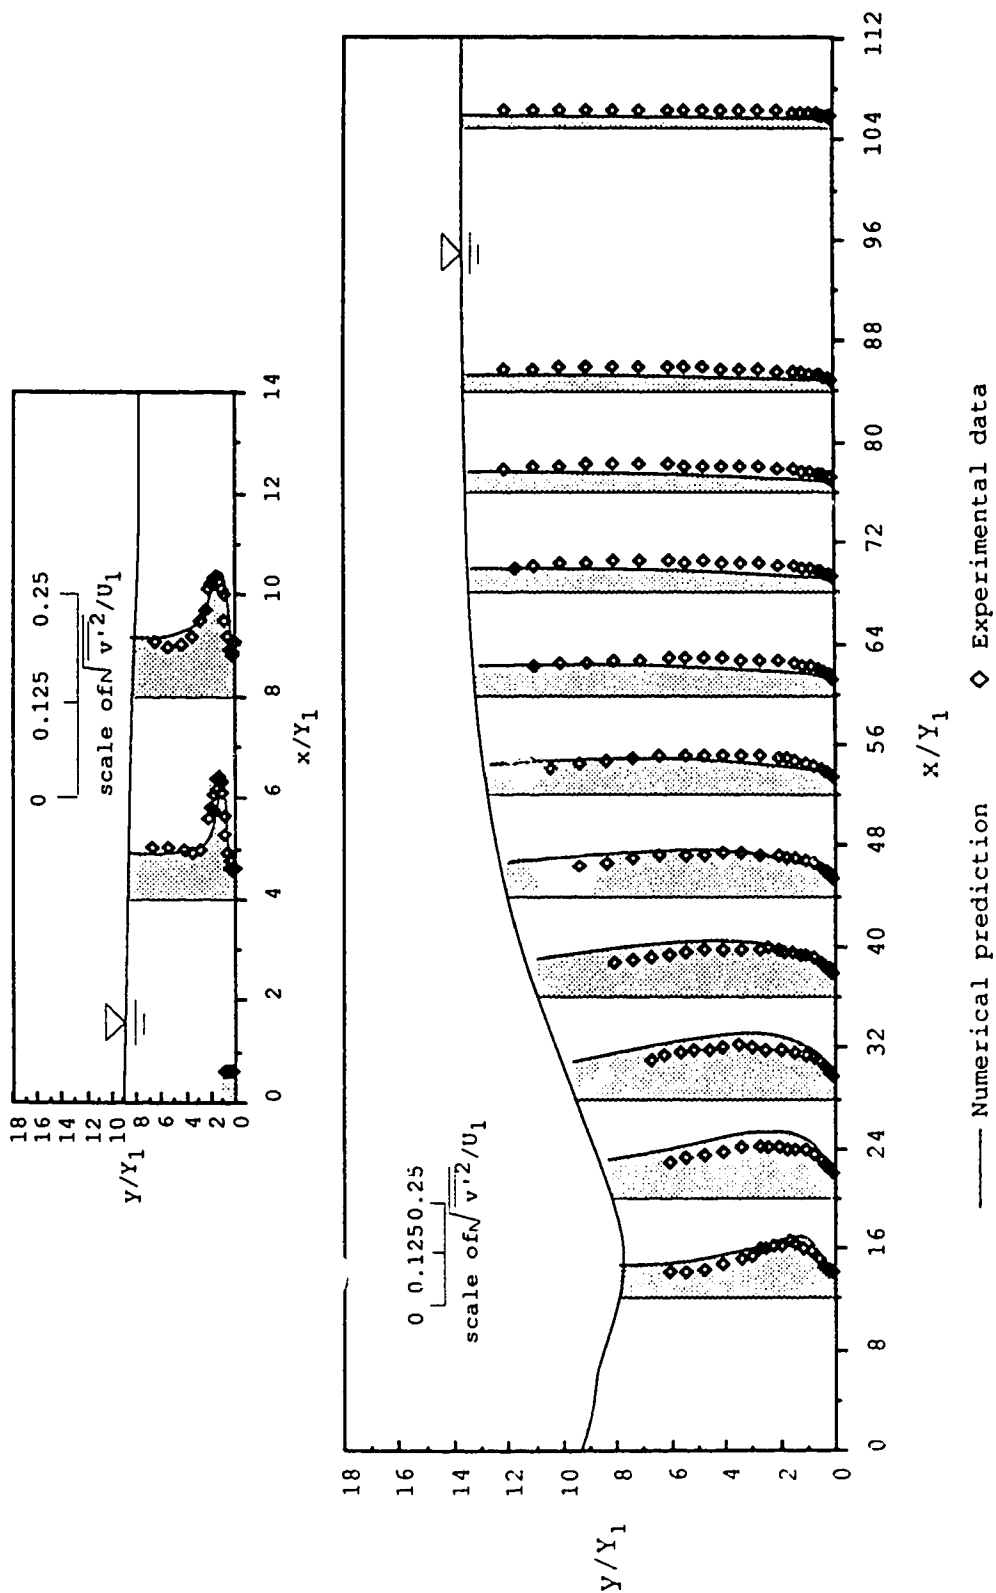 18
16
14
12
10
8
6
4
2
0
y/Y1
0 0.125 0.25
scale of √v'²/U1
0 2 4 6 8 10 12 14
x/Y1
18
16
14
12
10
8
6
4
2
0
y/Y1
0 0.125 0.25
scale of √v'²/U1
0 8 16 24 32 40 48 56 64 72 80 88 96 104 112
x/Y1
Numerical prediction
Experimental data